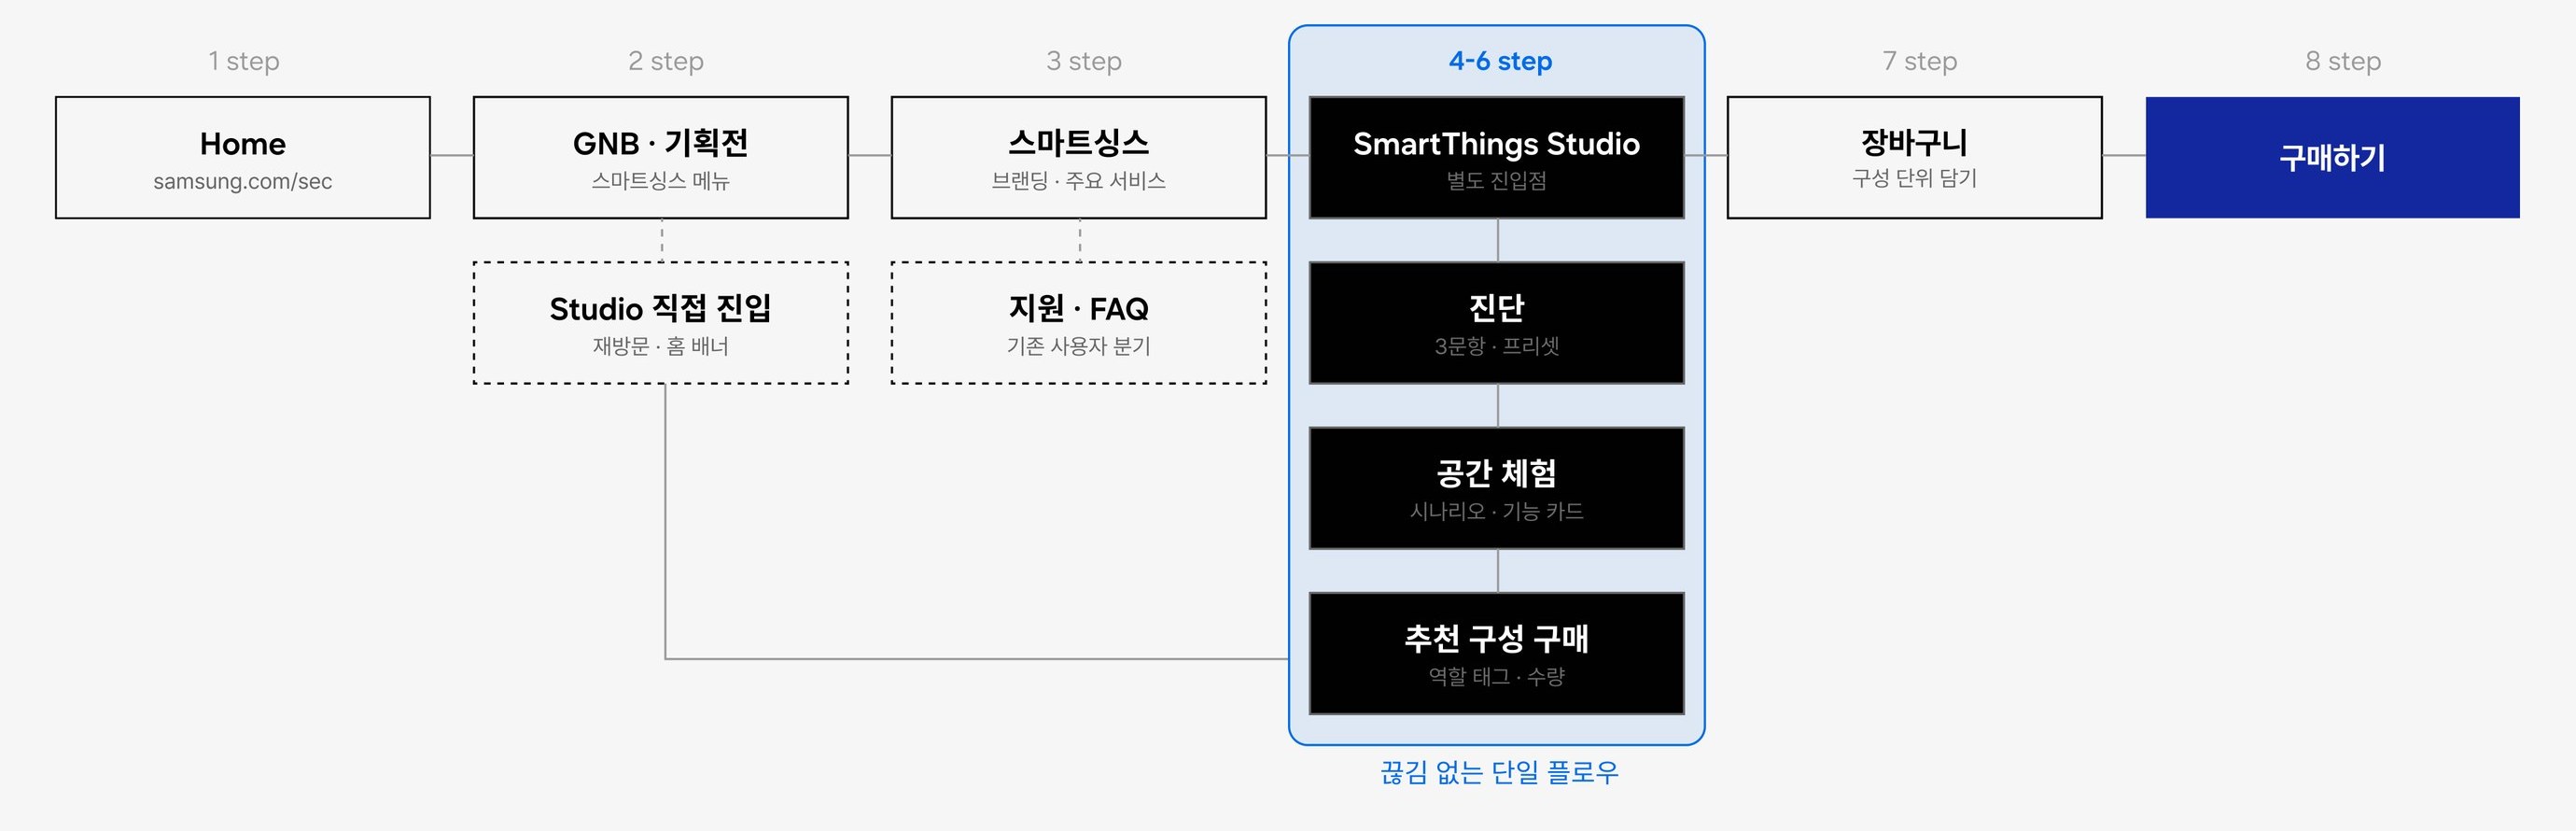 1 step
2 step
3 step
4-6 step
7 step
8 step
Home
samsung.com/sec
GNB · 기획전
스마트싱스 메뉴
스마트싱스
브랜딩 · 주요 서비스
SmartThings Studio
별도 진입점
장바구니
구성 단위 담기
구매하기
Studio 직접 진입
재방문 · 홈 배너
지원 · FAQ
기존 사용자 분기
진단
3문항 · 프리셋
공간 체험
시나리오 · 기능 카드
추천 구성 구매
역할 태그 · 수량
끊김 없는 단일 플로우